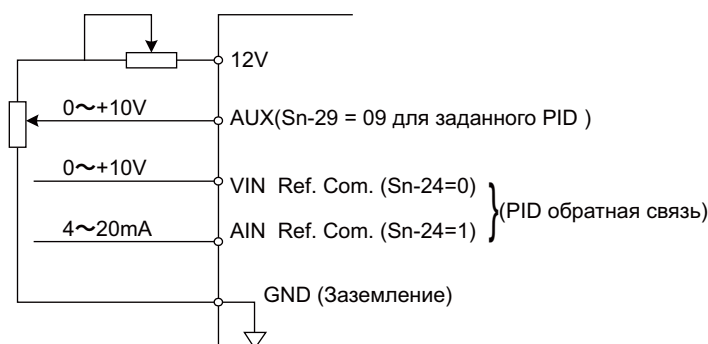 12V
0～+10V
AUX(Sn-29 = 09 для заданного PID )
0～+10V
VIN Ref. Com. (Sn-24=0)
(PID обратная связь)
4～20mA
AIN Ref. Com. (Sn-24=1)
GND (Заземление)